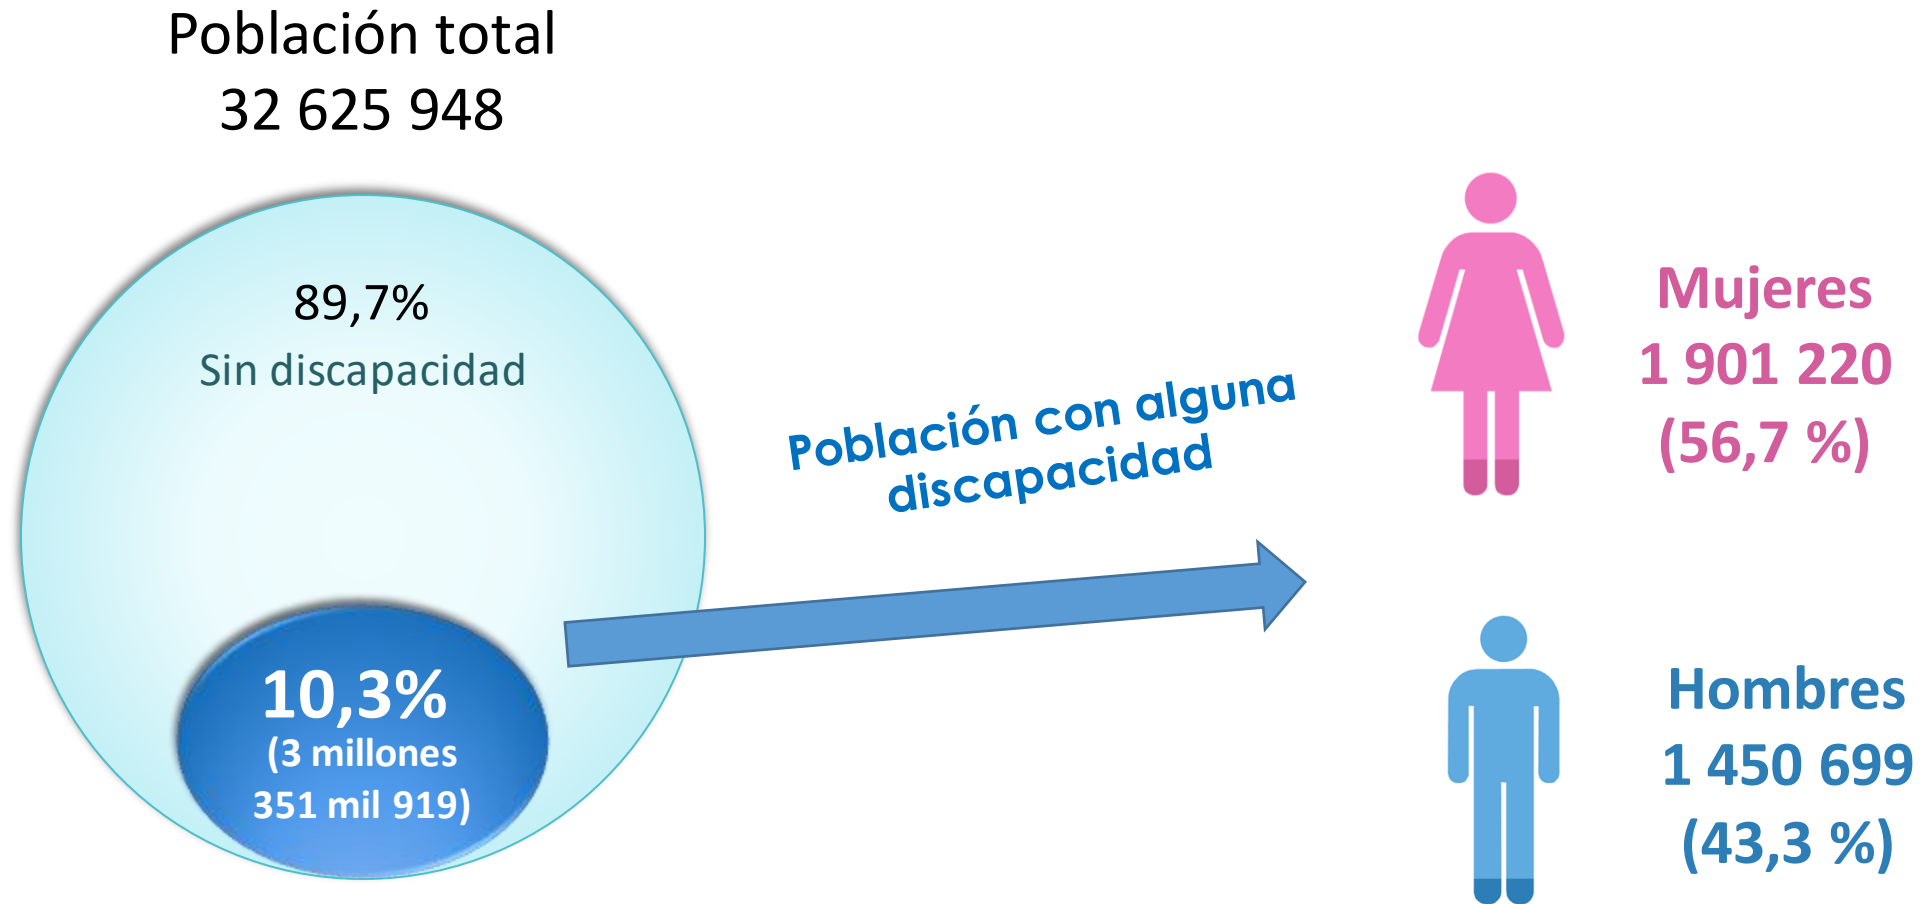 Población total
32 625 948
89,7%
Sin discapacidad
10,3%
(3 millones
351 mil 919)
Población con alguna
discapacidad
Mujeres
1 901 220
(56,7 %)
Hombres
1 450 699
(43,3 %)